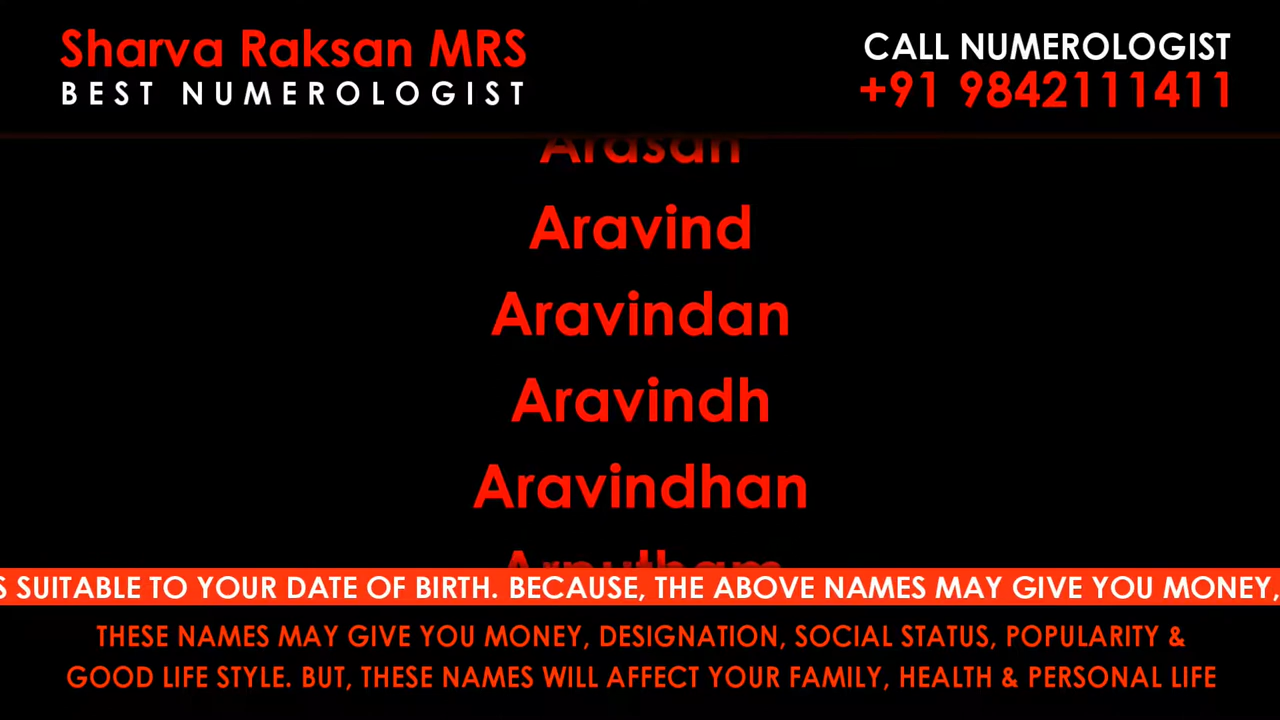 Sharva Raksan MRS
BEST NUMEROLOGIST
CALL NUMEROLOGIST
+91 9842111411
Arasan
Aravind
Aravindan
Aravindh
Aravindhan
Arputham
S SUITABLE TO YOUR DATE OF BIRTH. BECAUSE, THE ABOVE NAMES MAY GIVE YOU MONEY,
THESE NAMES MAY GIVE YOU MONEY, DESIGNATION, SOCIAL STATUS, POPULARITY &
GOOD LIFE STYLE. BUT, THESE NAMES WILL AFFECT YOUR FAMILY, HEALTH & PERSONAL LIFE